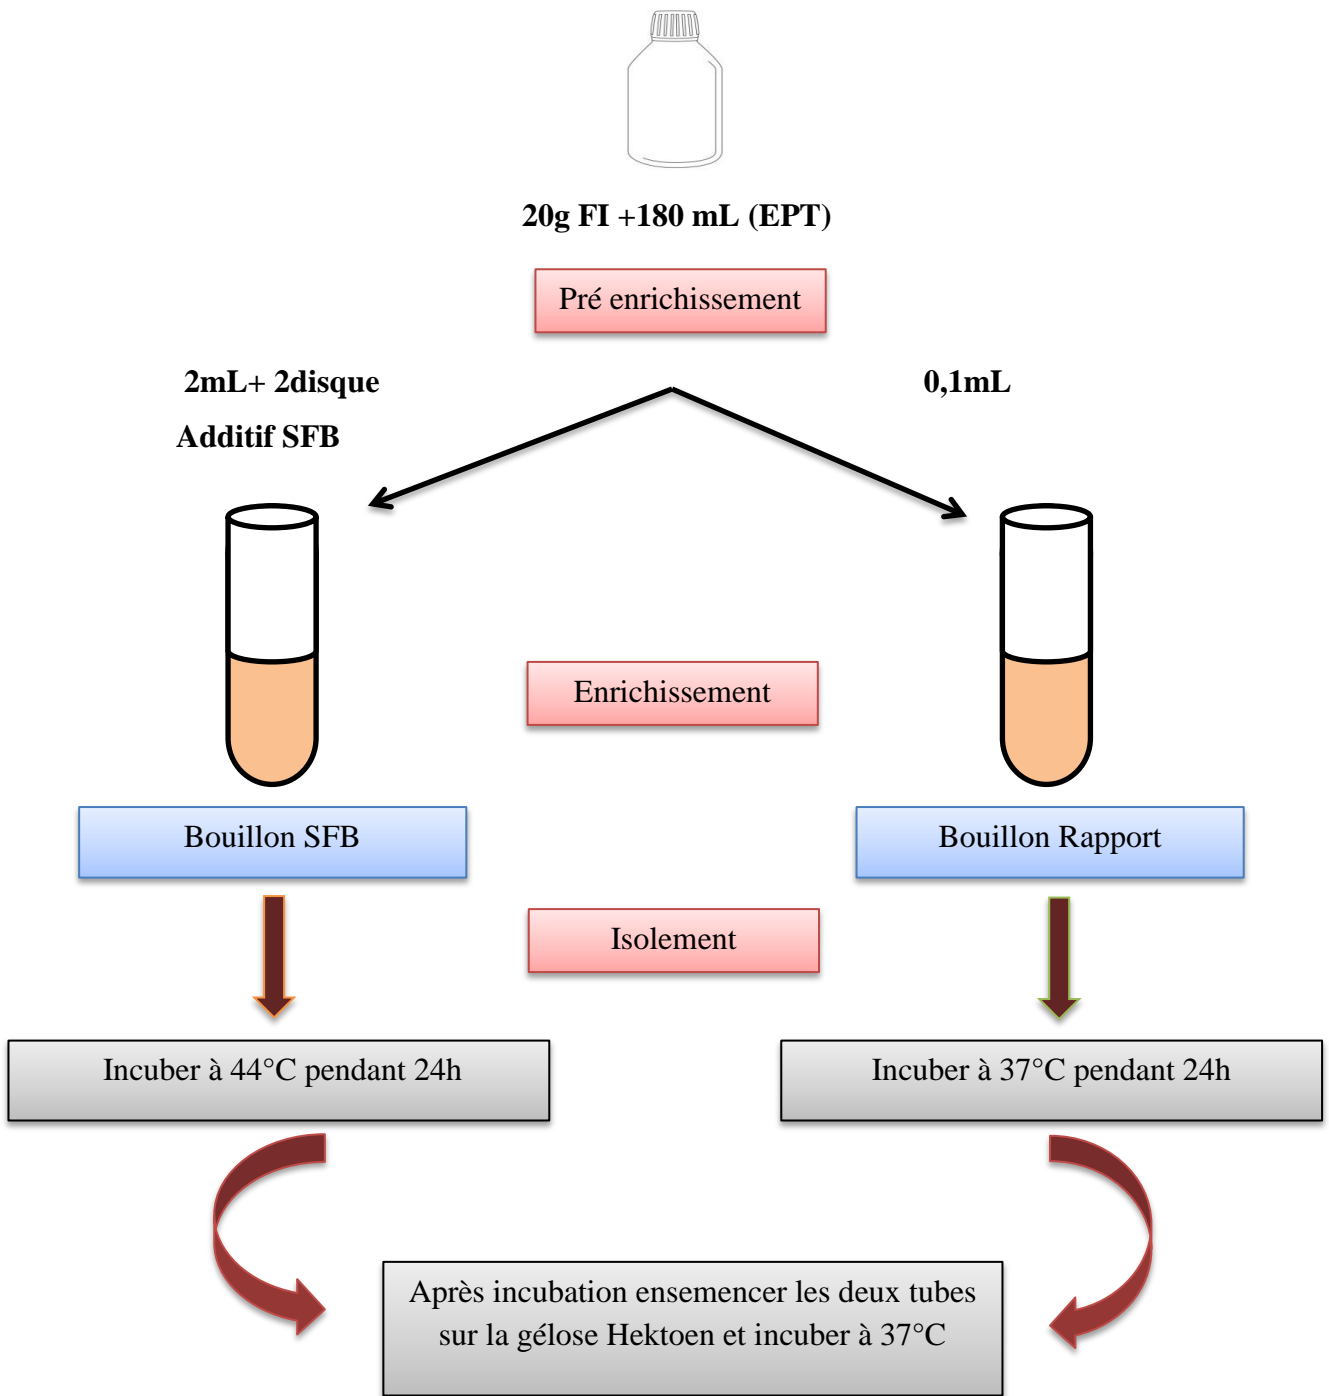 20g FI +180 mL (EPT)
Pré enrichissement
2mL+ 2disque
Additif SFB
0,1mL
Enrichissement
Bouillon SFB
Bouillon Rapport
Isolement
Incuber à 44°C pendant 24h
Incuber à 37°C pendant 24h
Après incubation ensemencer les deux tubes
sur la gélose Hektoen et incuber à 37°C